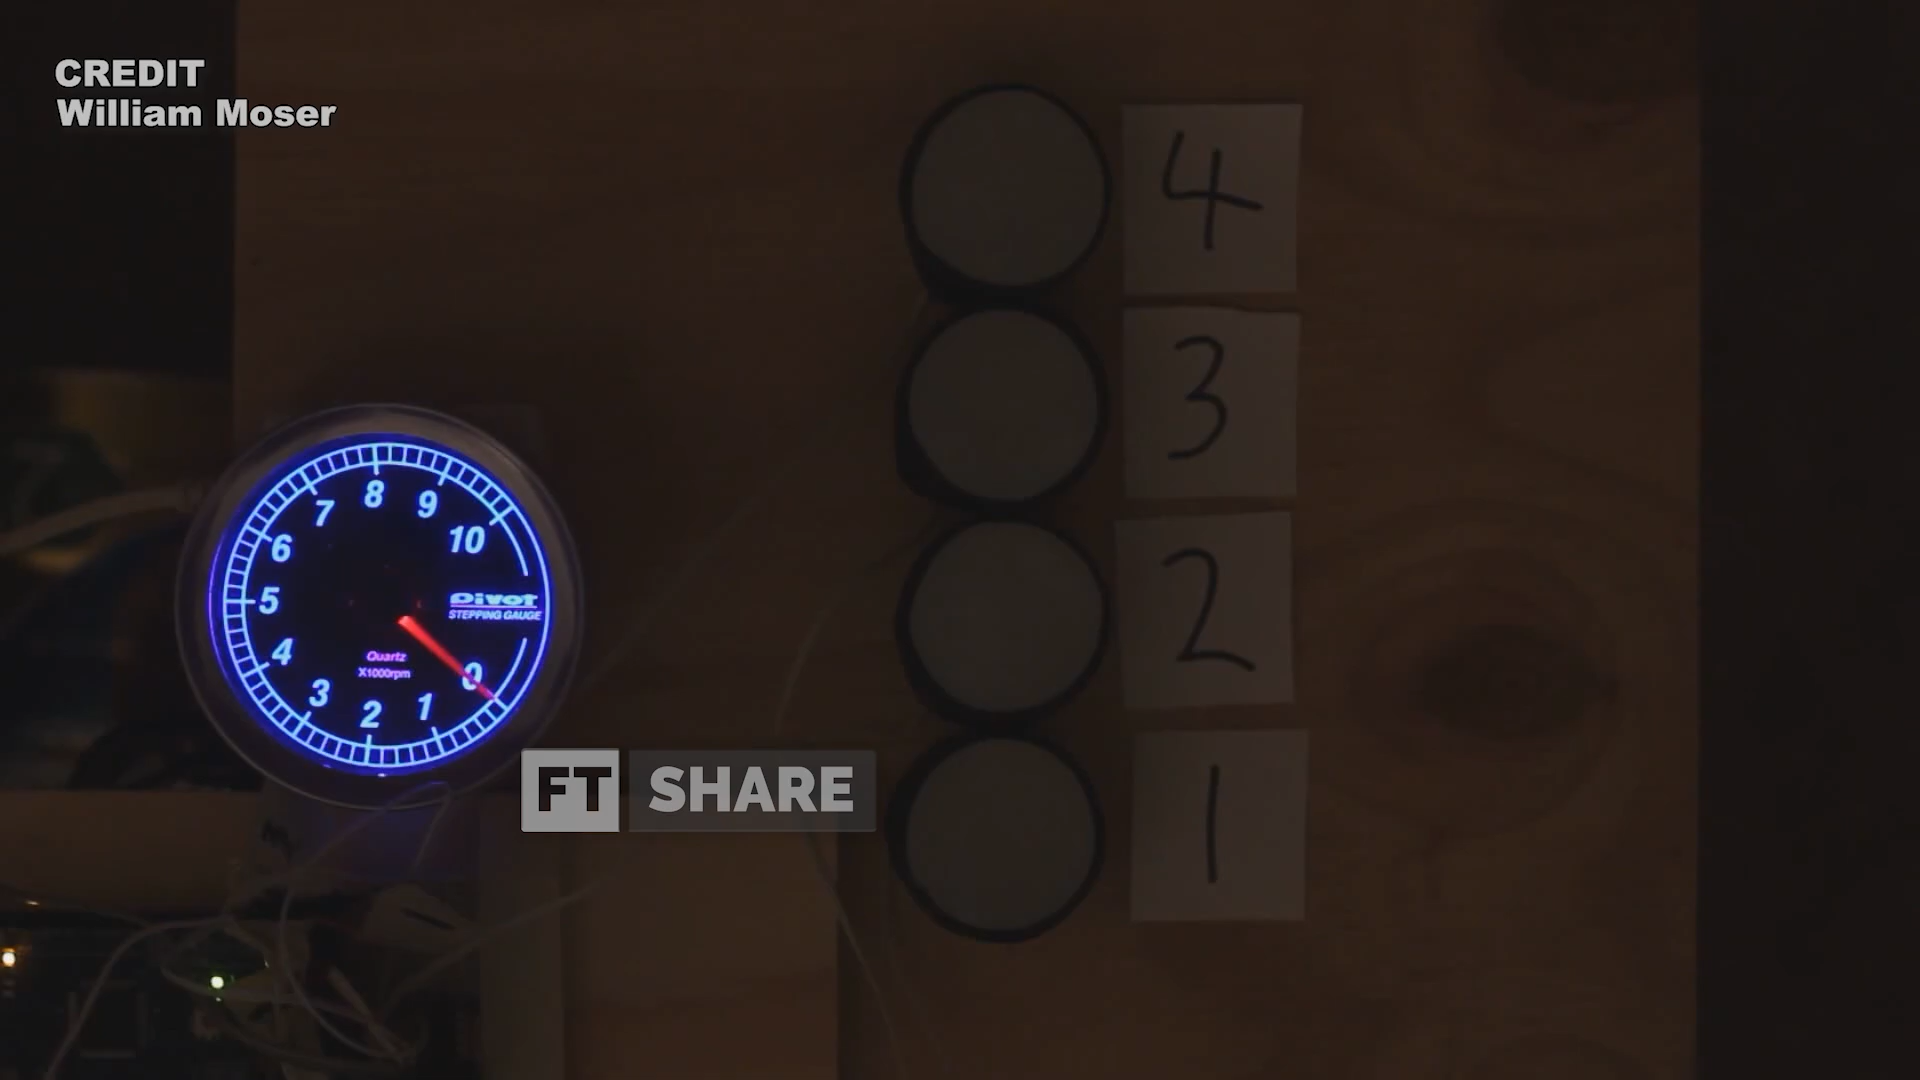 CREDIT
William Moser
4
3
2
1
7 8 9
6 10
5
4
3 2 1 0
Pivot
STEPPING GAUGE
Quartz
X1000rpm
FT SHARE